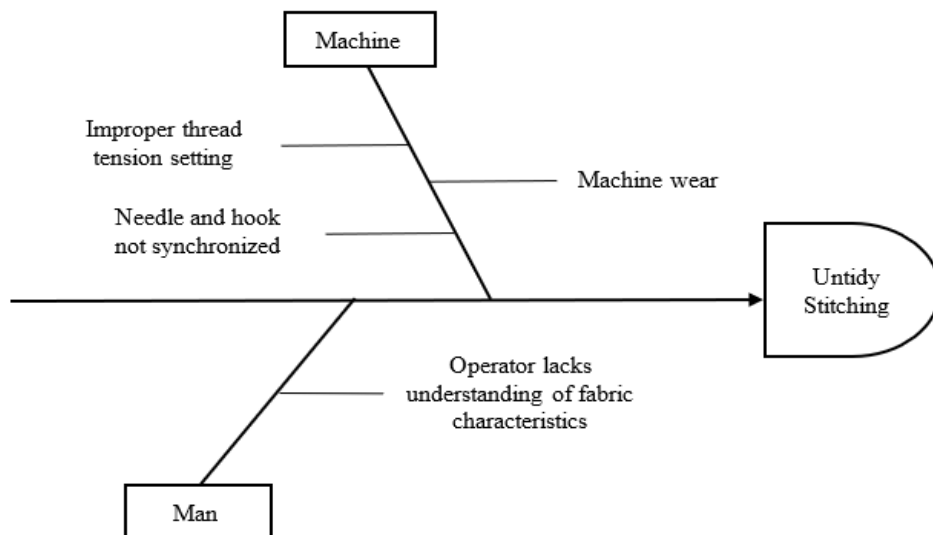 Machine
Improper thread
tension setting
Machine wear
Needle and hook
not synchronized
Untidy
Stitching
Operator lacks
understanding of fabric
characteristics
Man